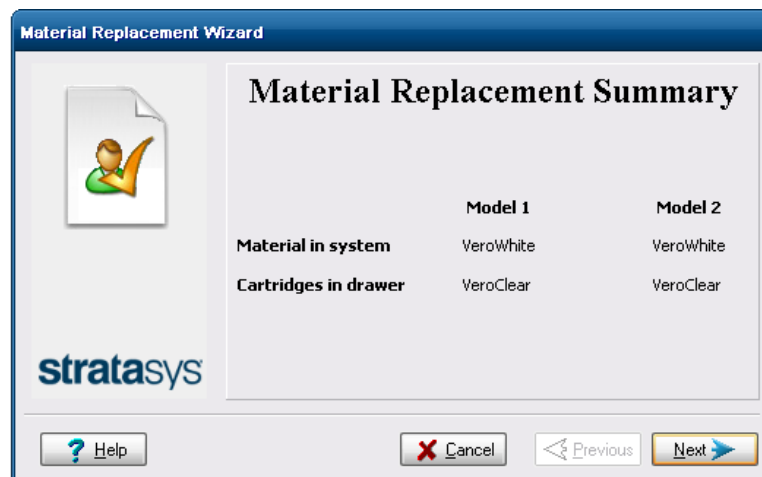 Material Replacement Wizard
Material Replacement Summary
Model 1 Model 2
Material in system VeroWhite VeroWhite
Cartridges in drawer VeroClear VeroClear
stratasys
? Help Cancel Previous Next